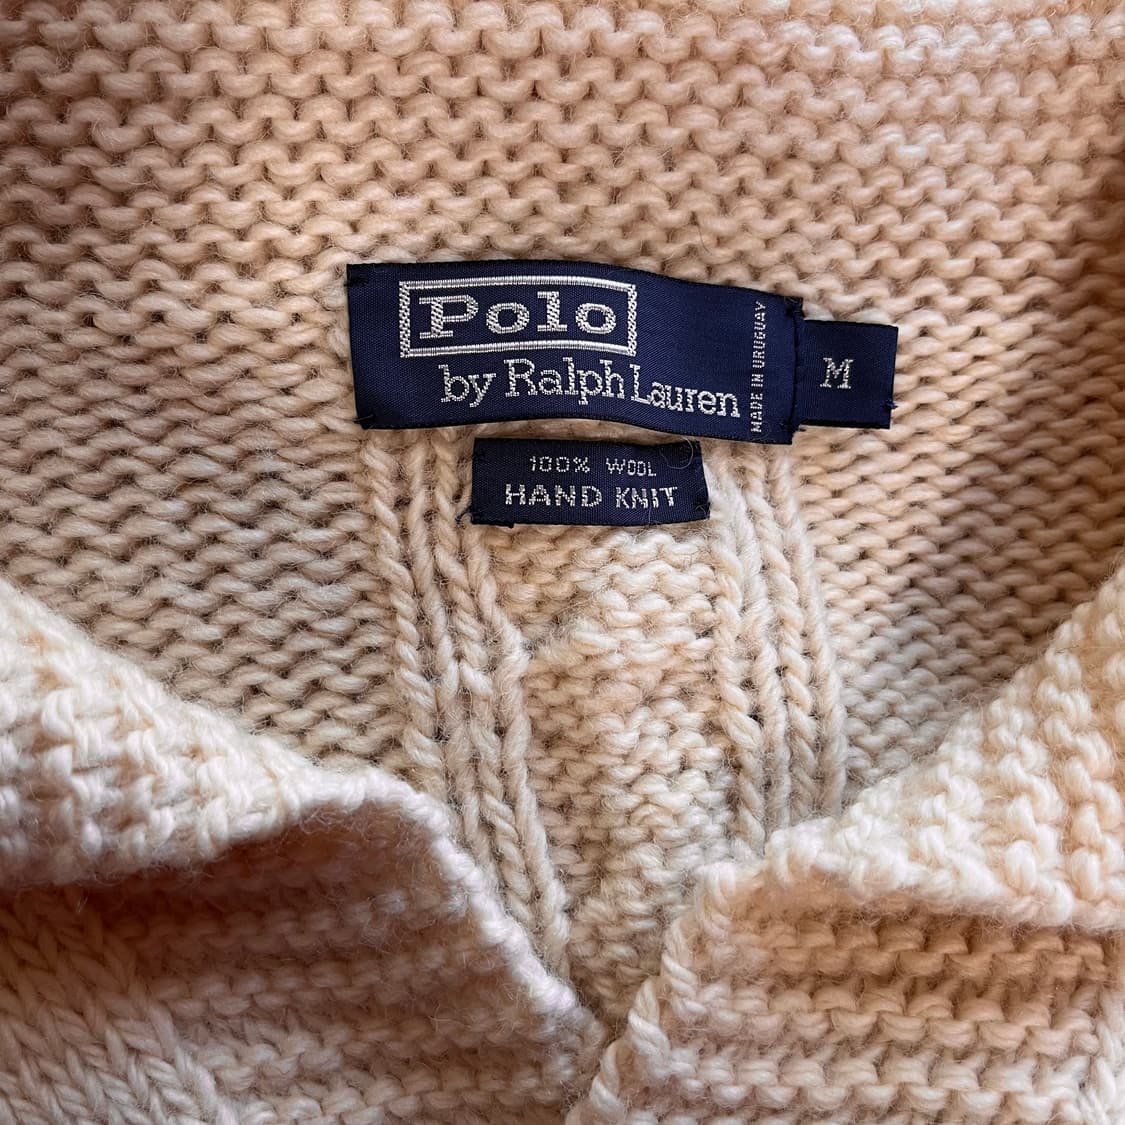 Polo
by Ralph Lauren
MADE IN URUGUAY
M
100% WOOL
HAND KNIT